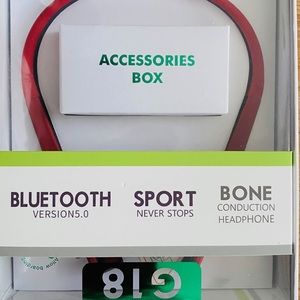 ACCESSORIES
BOX
BLUETOOTH
VERSION5.0
SPORT
NEVER STOPS
BONE
CONDUCTION
HEADPHONE
G18